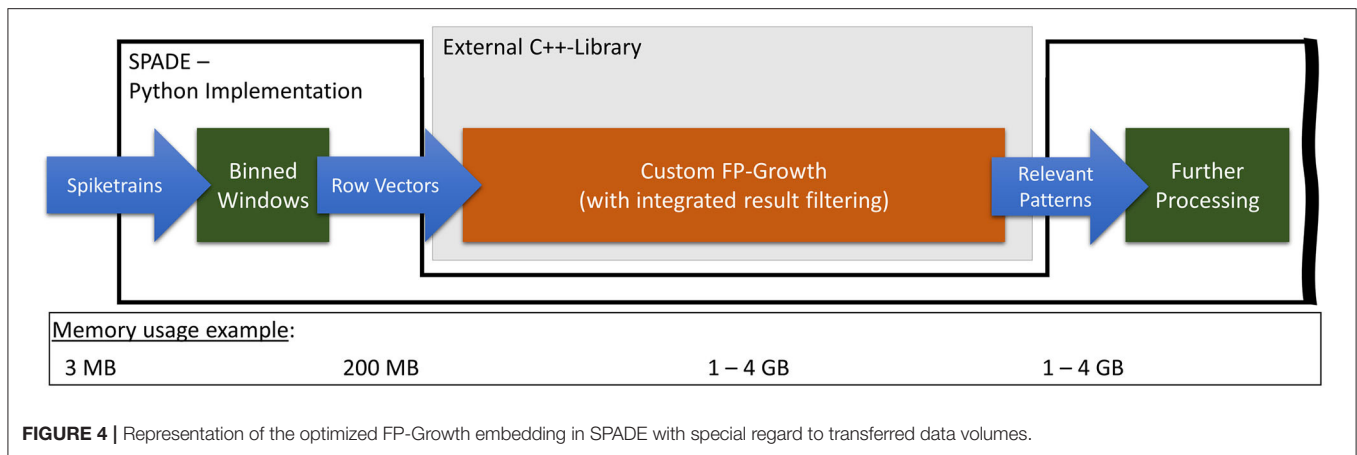 External C++-Library
SPADE –
Python Implementation
Spiketrains
Binned
Windows
Row Vectors
Custom FP-Growth
(with integrated result filtering)
Relevant
Patterns
Further
Processing
Memory usage example:
3 MB 200 MB 1 – 4 GB 1 – 4 GB
FIGURE 4 | Representation of the optimized FP-Growth embedding in SPADE with special regard to transferred data volumes.